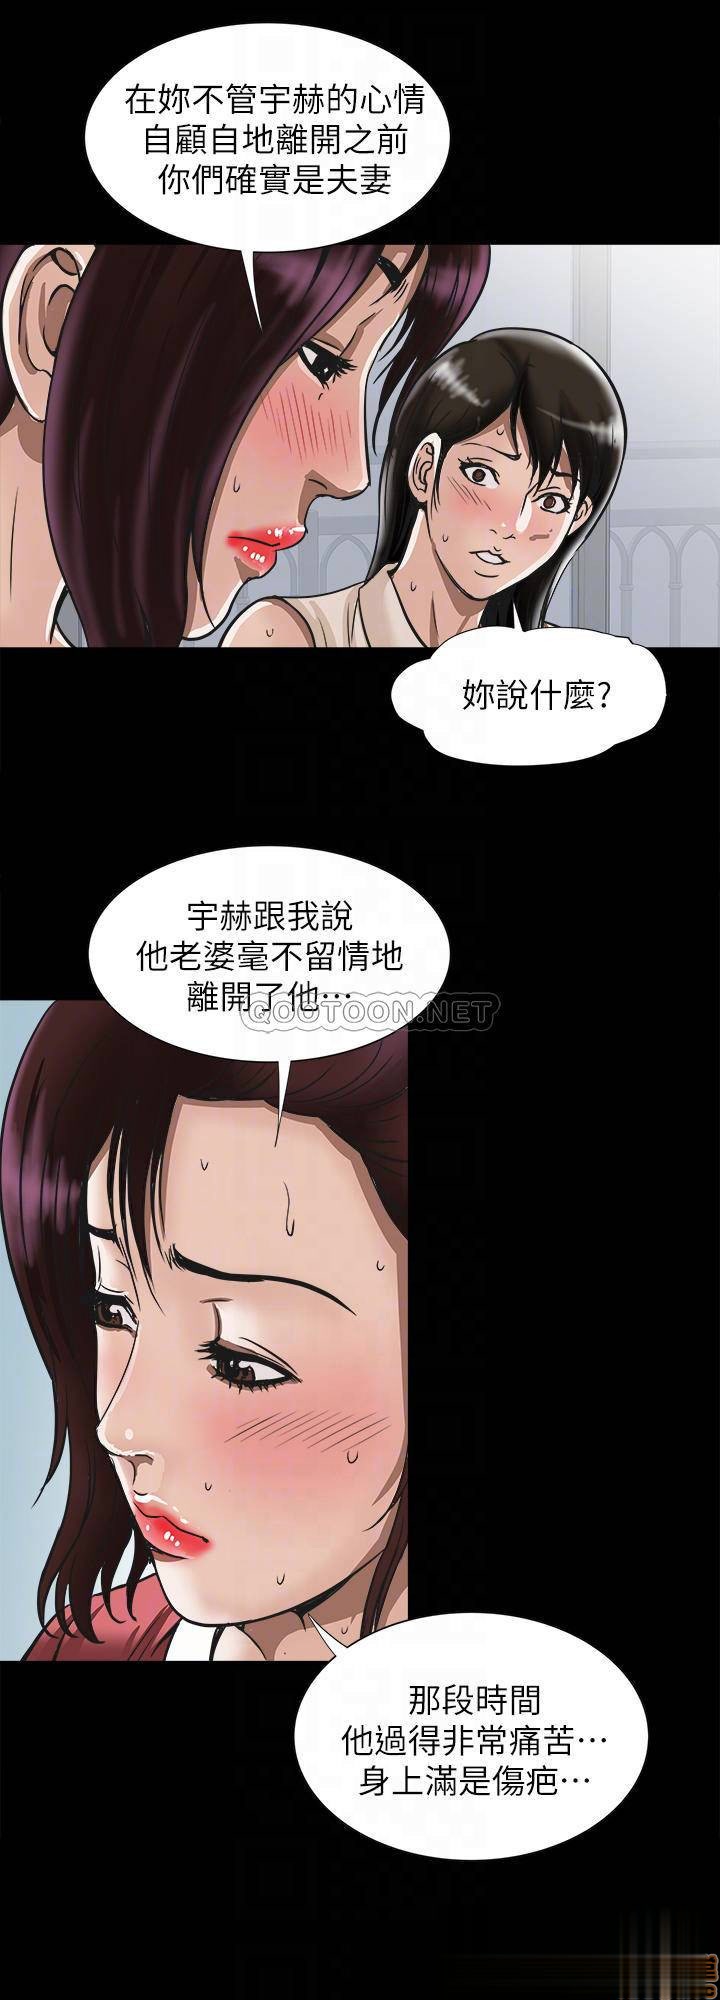 在妳不管宇赫的心情
自顧自地離開之前
你們確實是夫妻
妳說什麼?
宇赫跟我說
他老婆毫不留情地
離開了他…
QOOTOON.NET
那段時間
他過得非常痛苦…
身上滿是傷疤…